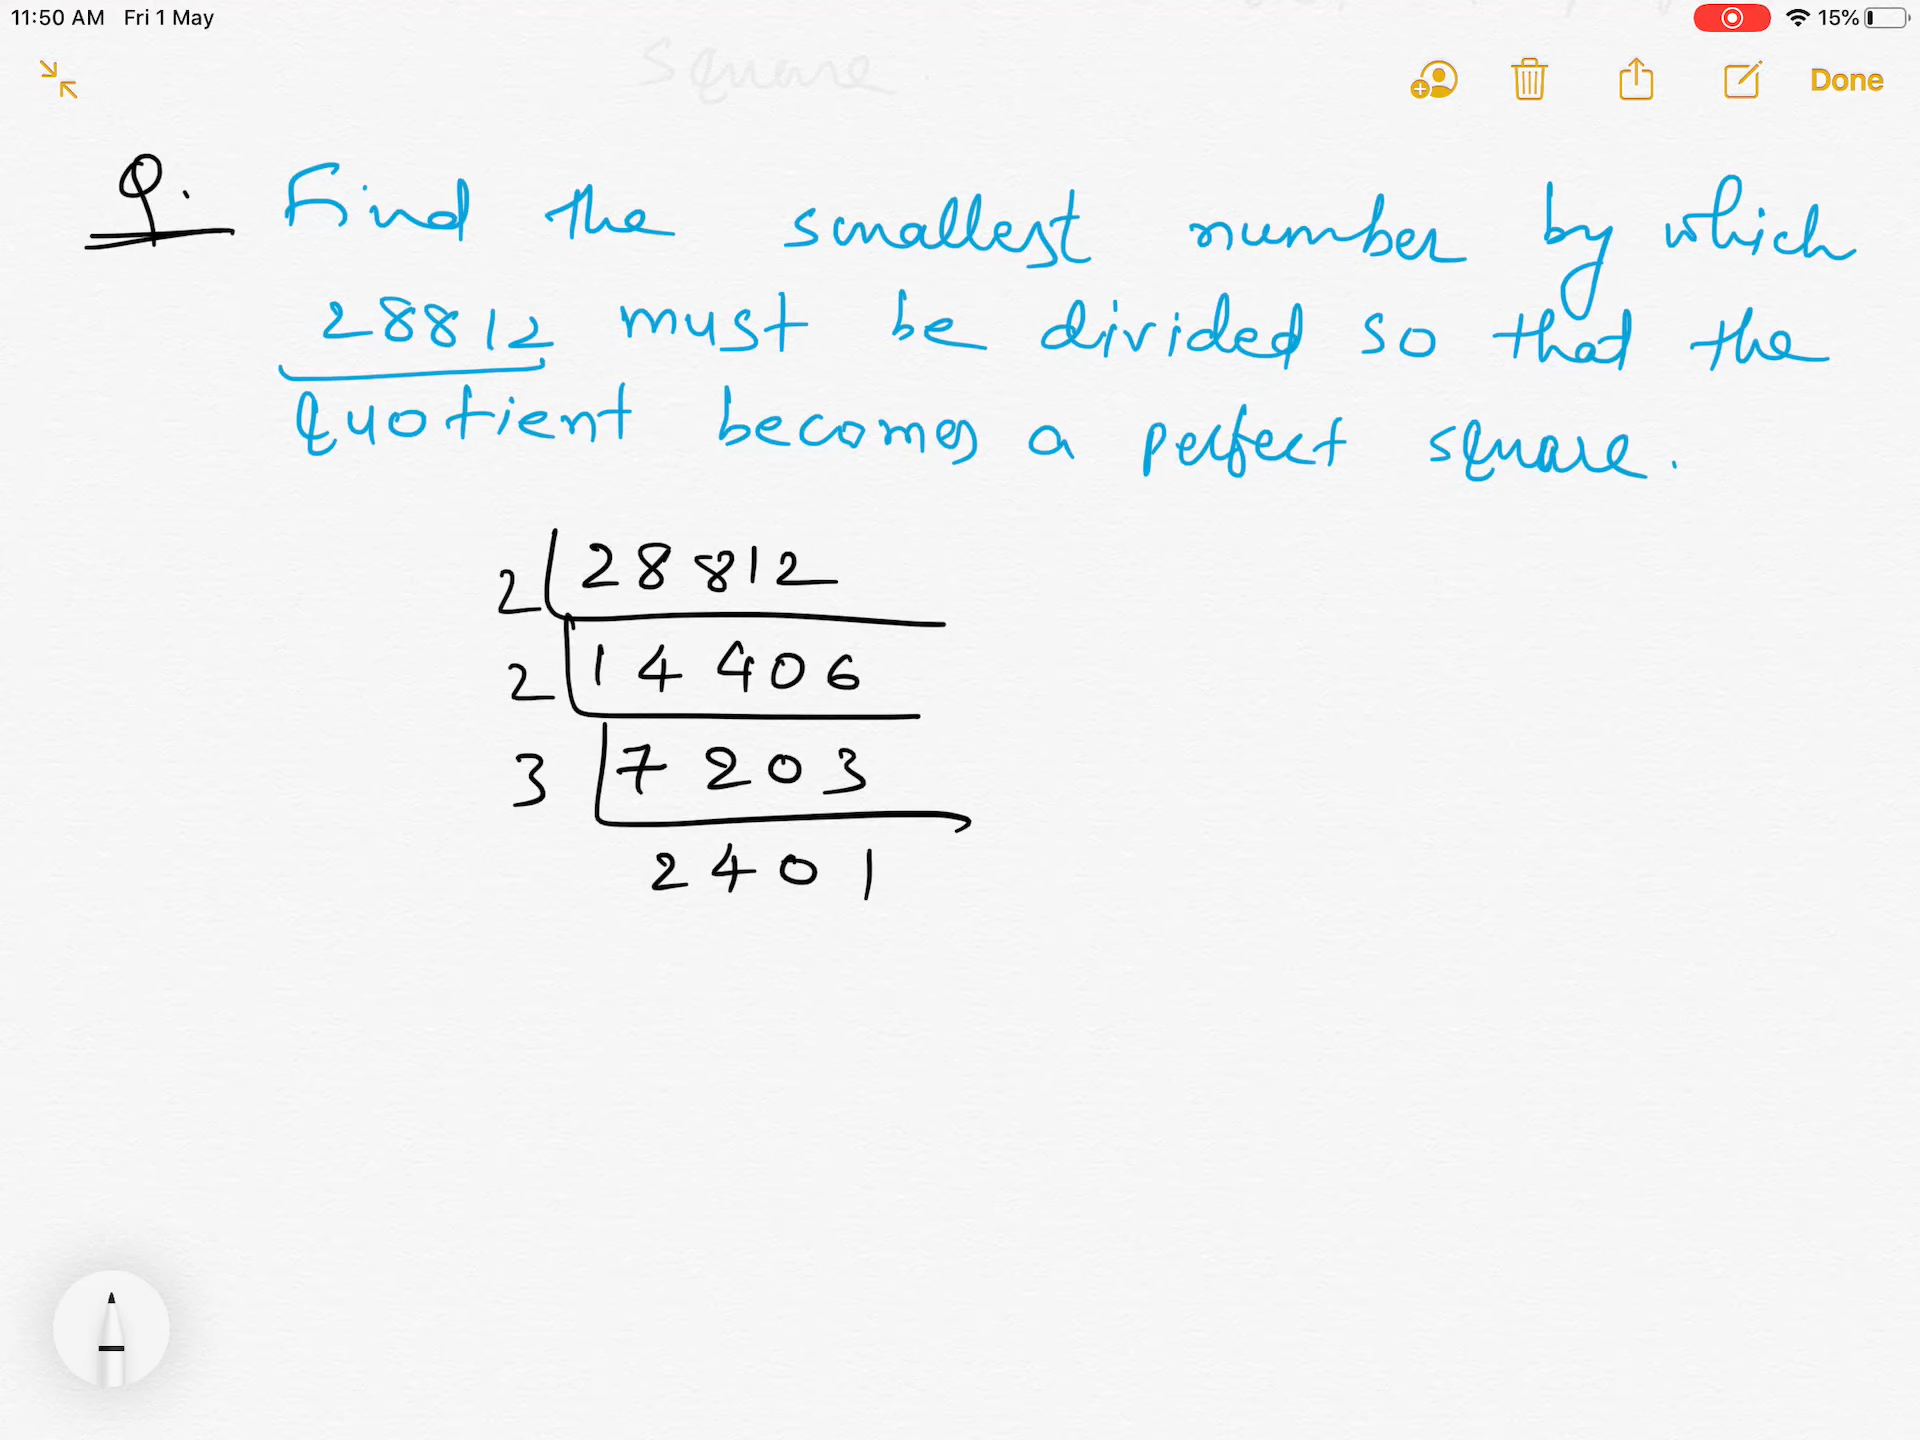 11:50 AM Fri 1 May 15%
square
Done
Q. Find the smallest number by which
28812 must be divided so that the
quotient becomes a perfect square.
2 28812
2 14406
3 7203
2401